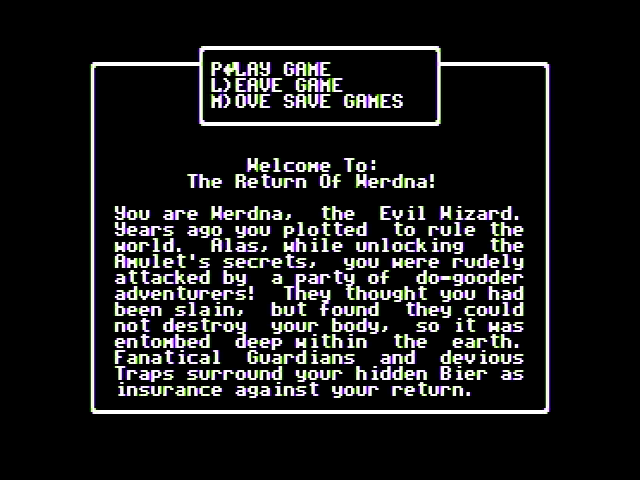 P)LAY GAME
L)EAVE GAME
M)OVE SAVE GAMES
Welcome To:
The Return Of Werdna!
You are Werdna, the Evil Wizard.
Years ago you plotted to rule the
world. Alas, while unlocking the
Amulet's secrets, you were rudely
attacked by a party of do-gooder
adventurers! They thought you had
been slain, but found they could
not destroy your body, so it was
entombed deep within the earth.
Fanatical Guardians and devious
Traps surround your hidden Bier as
insurance against your return.